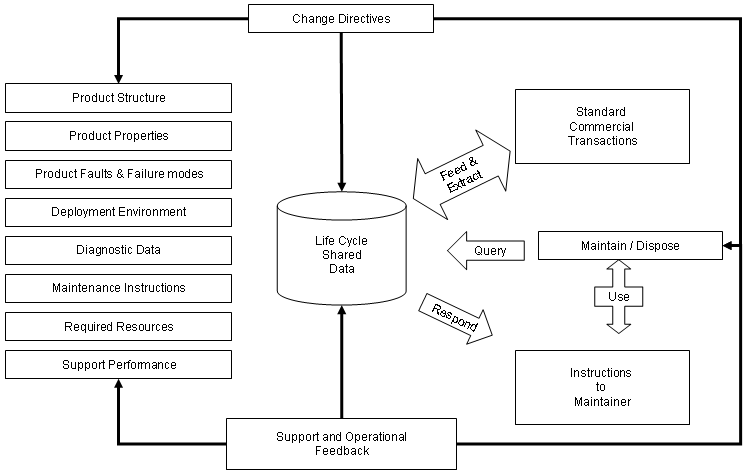 Change Directives
Product Structure
Product Properties
Product Faults & Failure modes
Deployment Environment
Diagnostic Data
Maintenance Instructions
Required Resources
Support Performance
Life Cycle
Shared
Data
Feed &
Extract
Standard
Commercial
Transactions
Query
Maintain / Dispose
Use
Respond
Instructions
to
Maintainer
Support and Operational
Feedback